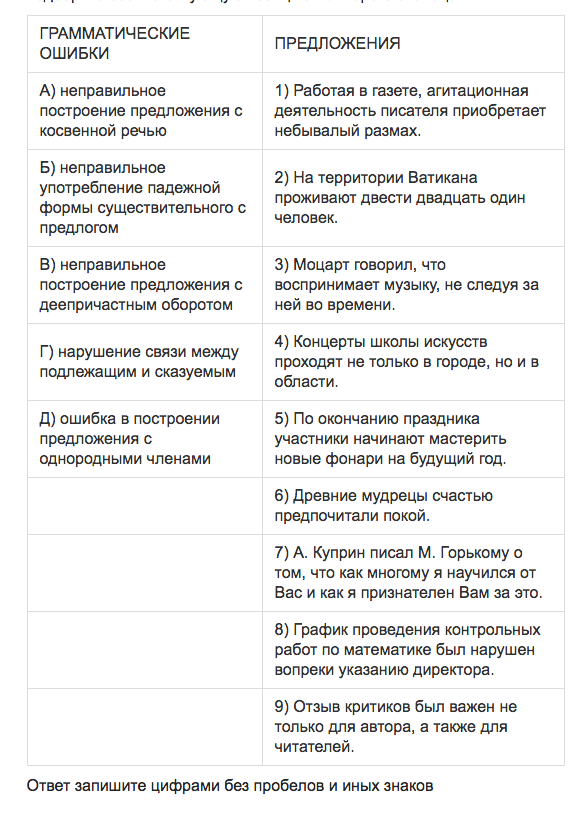 ГРАММАТИЧЕСКИЕ
ОШИБКИ
ПРЕДЛОЖЕНИЯ
А) неправильное
построение предложения с
косвенной речью
1) Работая в газете, агитационная
деятельность писателя приобретает
небывалый размах.
Б) неправильное
употребление падежной
формы существительного с
предлогом
2) На территории Ватикана
проживают двести двадцать один
человек.
В) неправильное
построение предложения с
деепричастным оборотом
3) Моцарт говорил, что
воспринимает музыку, не следуя за
ней во времени.
Г) нарушение связи между
подлежащим и сказуемым
4) Концерты школы искусств
проходят не только в городе, но и в
области.
Д) ошибка в построении
предложения с
однородными членами
5) По окончанию праздника
участники начинают мастерить
новые фонари на будущий год.
6) Древние мудрецы счастью
предпочитали покой.
7) А. Куприн писал М. Горькому о
том, что как многому я научился от
Вас и как я признателен Вам за это.
8) График проведения контрольных
работ по математике был нарушен
вопреки указанию директора.
9) Отзыв критиков был важен не
только для автора, а также для
читателей.
Ответ запишите цифрами без пробелов и иных знаков